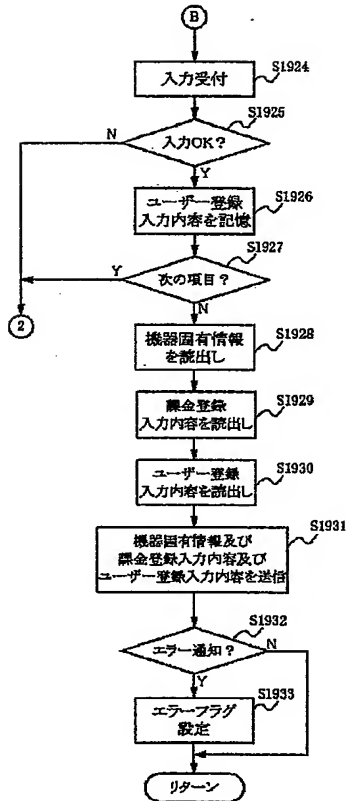 B
入力受付
S1924
S1925
N
入力OK?
Y
ユーザー登録
入力内容を記憶
S1926
S1927
Y
次の項目?
N
2
機器固有情報
を読出し
S1928
課金登録
入力内容を読出し
S1929
ユーザー登録
入力内容を読出し
S1930
S1931
機器固有情報及び
課金登録入力内容及び
ユーザー登録入力内容を送信
S1932
エラー通知?
N
Y
S1933
エラーフラグ
設定
リターン